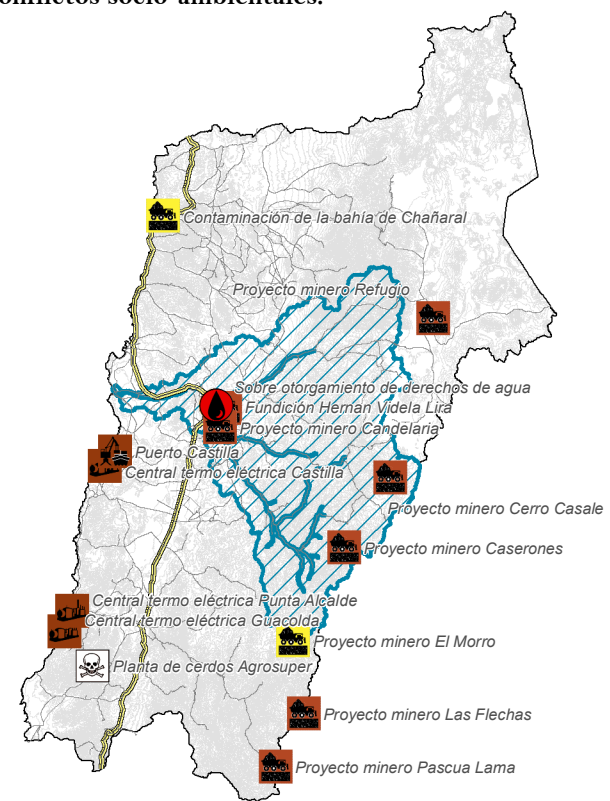 onflictos socio-ambientales.
Contaminación de la bahía de Chañaral
Proyecto minero Refugio
Sobre otorgamiento de derechos de agua
Fundición Hernan Videla Lira
Proyecto minero Candelaria
Puerto Castilla
Central termo eléctrica Castilla
Proyecto minero Cerro Casale
Proyecto minero Caserones
Central termo eléctrica Punta Alcalde
Central termo eléctrica Guacolda
Proyecto minero El Morro
Planta de cerdos Agrosuper
Proyecto minero Las Flechas
Proyecto minero Pascua Lama